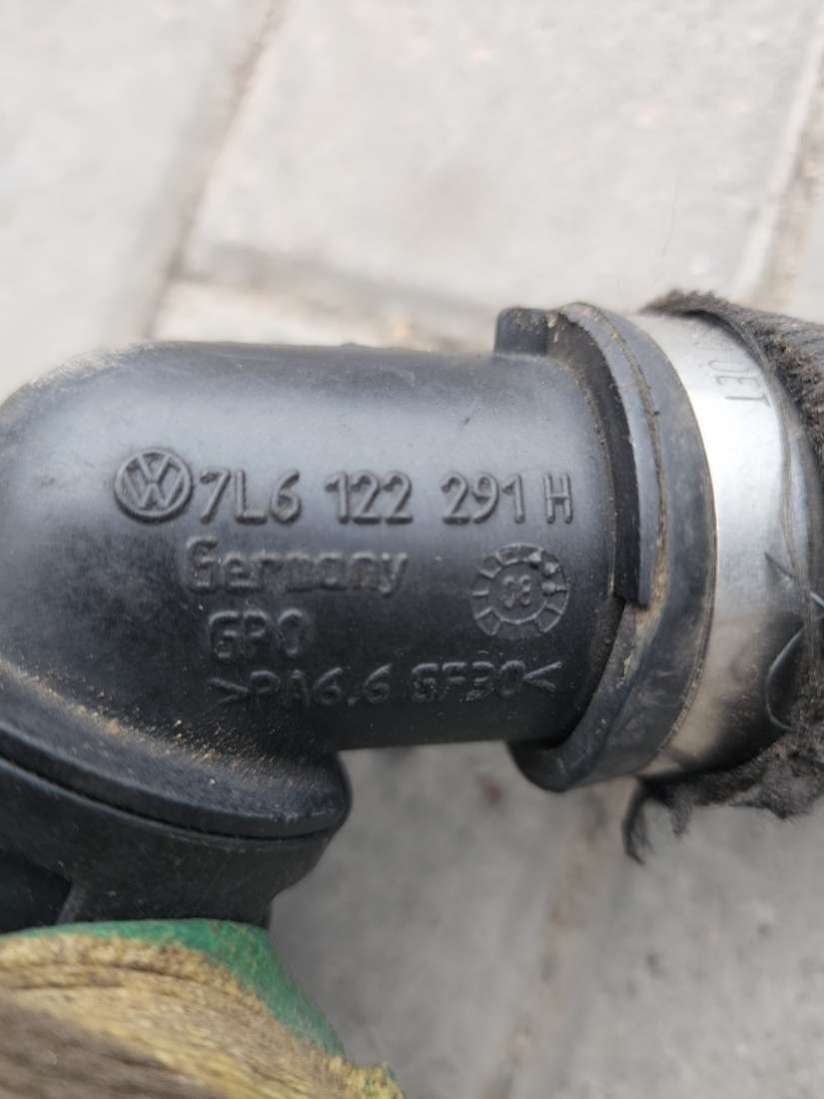 7L6 122 291 H
Germany
GPO
>PA6.6 GF30<